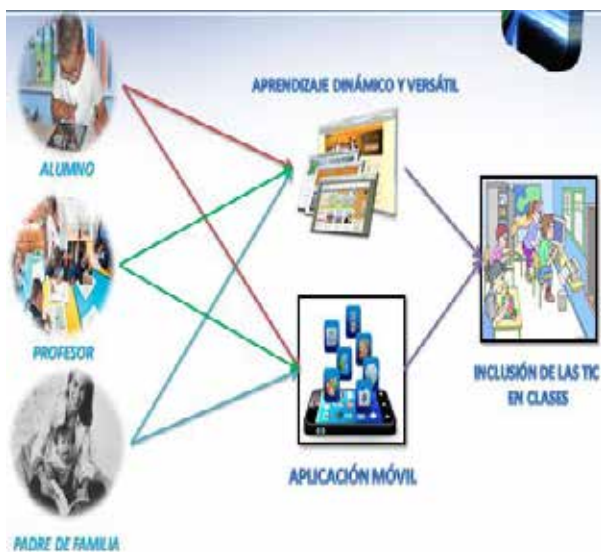 APRENDIZAJE DINÁMICO Y VERSÁTIL
ALUMNO
PROFESOR
INCLUSIÓN DE LAS TIC
EN CLASES
APLICACIÓN MÓVIL
PADRE DE FAMILIA